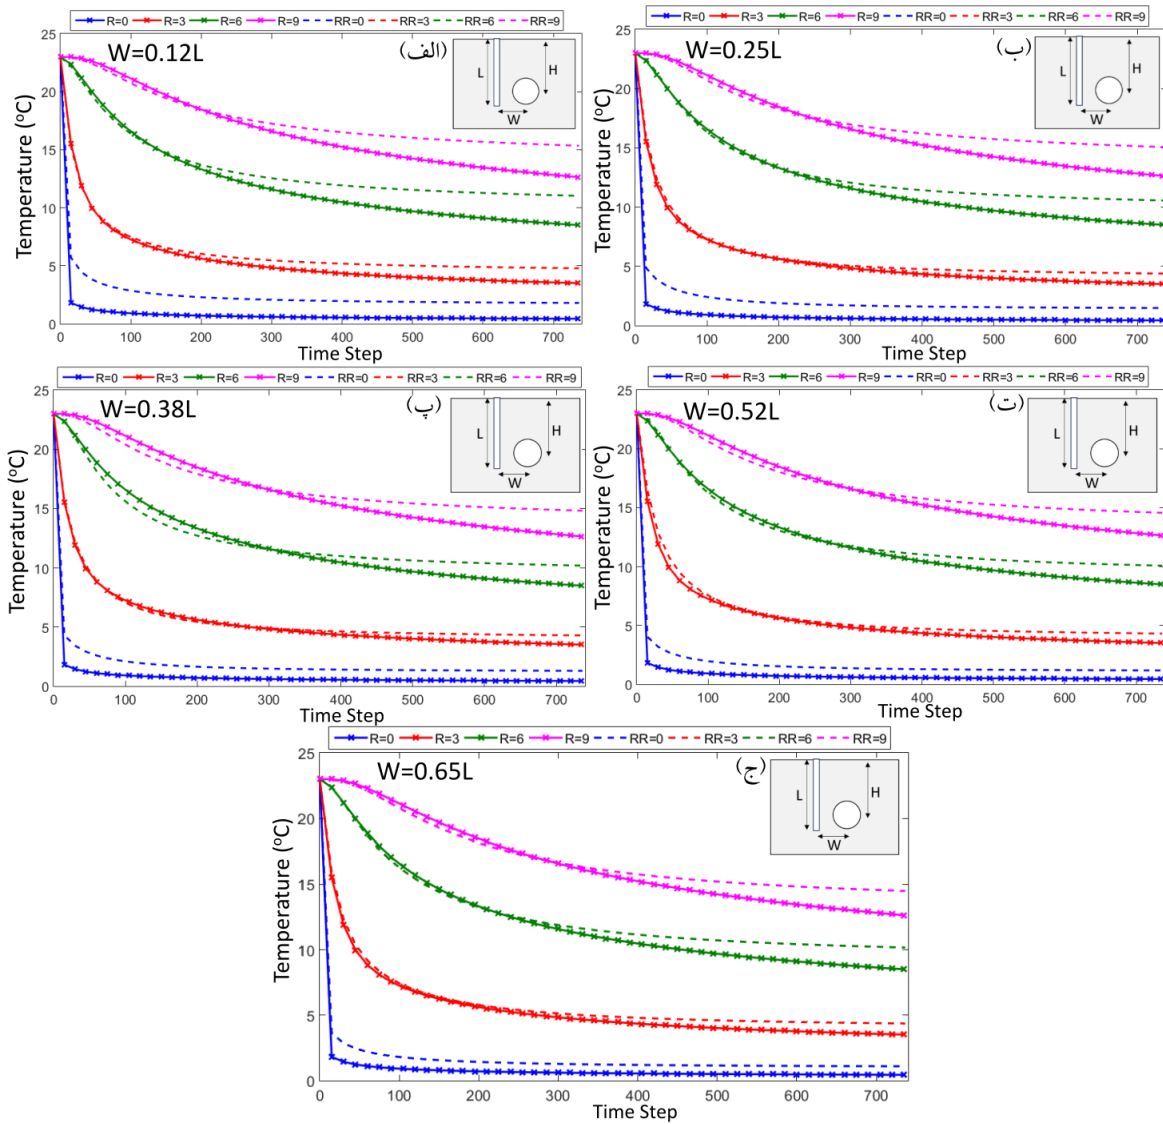 R=0 R=3 R=6 R=9 RR=0 RR=3 RR=6 RR=9
W=0.12L
(الف)
L
H
W
Temperature (oC)
25
20
15
10
5
0
0 100 200 300 400 500 600 700
Time Step
R=0 R=3 R=6 R=9 RR=0 RR=3 RR=6 RR=9
W=0.25L
(ب)
L
H
W
Temperature (oC)
25
20
15
10
5
0
0 100 200 300 400 500 600 700
Time Step
R=0 R=3 R=6 R=9 RR=0 RR=3 RR=6 RR=9
W=0.38L
(پ)
L
H
W
Temperature (oC)
25
20
15
10
5
0
0 100 200 300 400 500 600 700
Time Step
R=0 R=3 R=6 R=9 RR=0 RR=3 RR=6 RR=9
W=0.52L
(ت)
L
H
W
Temperature (oC)
25
20
15
10
5
0
0 100 200 300 400 500 600 700
Time Step
R=0 R=3 R=6 R=9 RR=0 RR=3 RR=6 RR=9
W=0.65L
(ج)
L
H
W
Temperature (oC)
25
20
15
10
5
0
0 100 200 300 400 500 600 700
Time Step